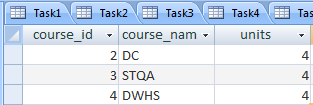 Task1 Task2 Task3 Task4
course_id course_nam units
2 DC 4
3 STQA 4
4 DWHS 4